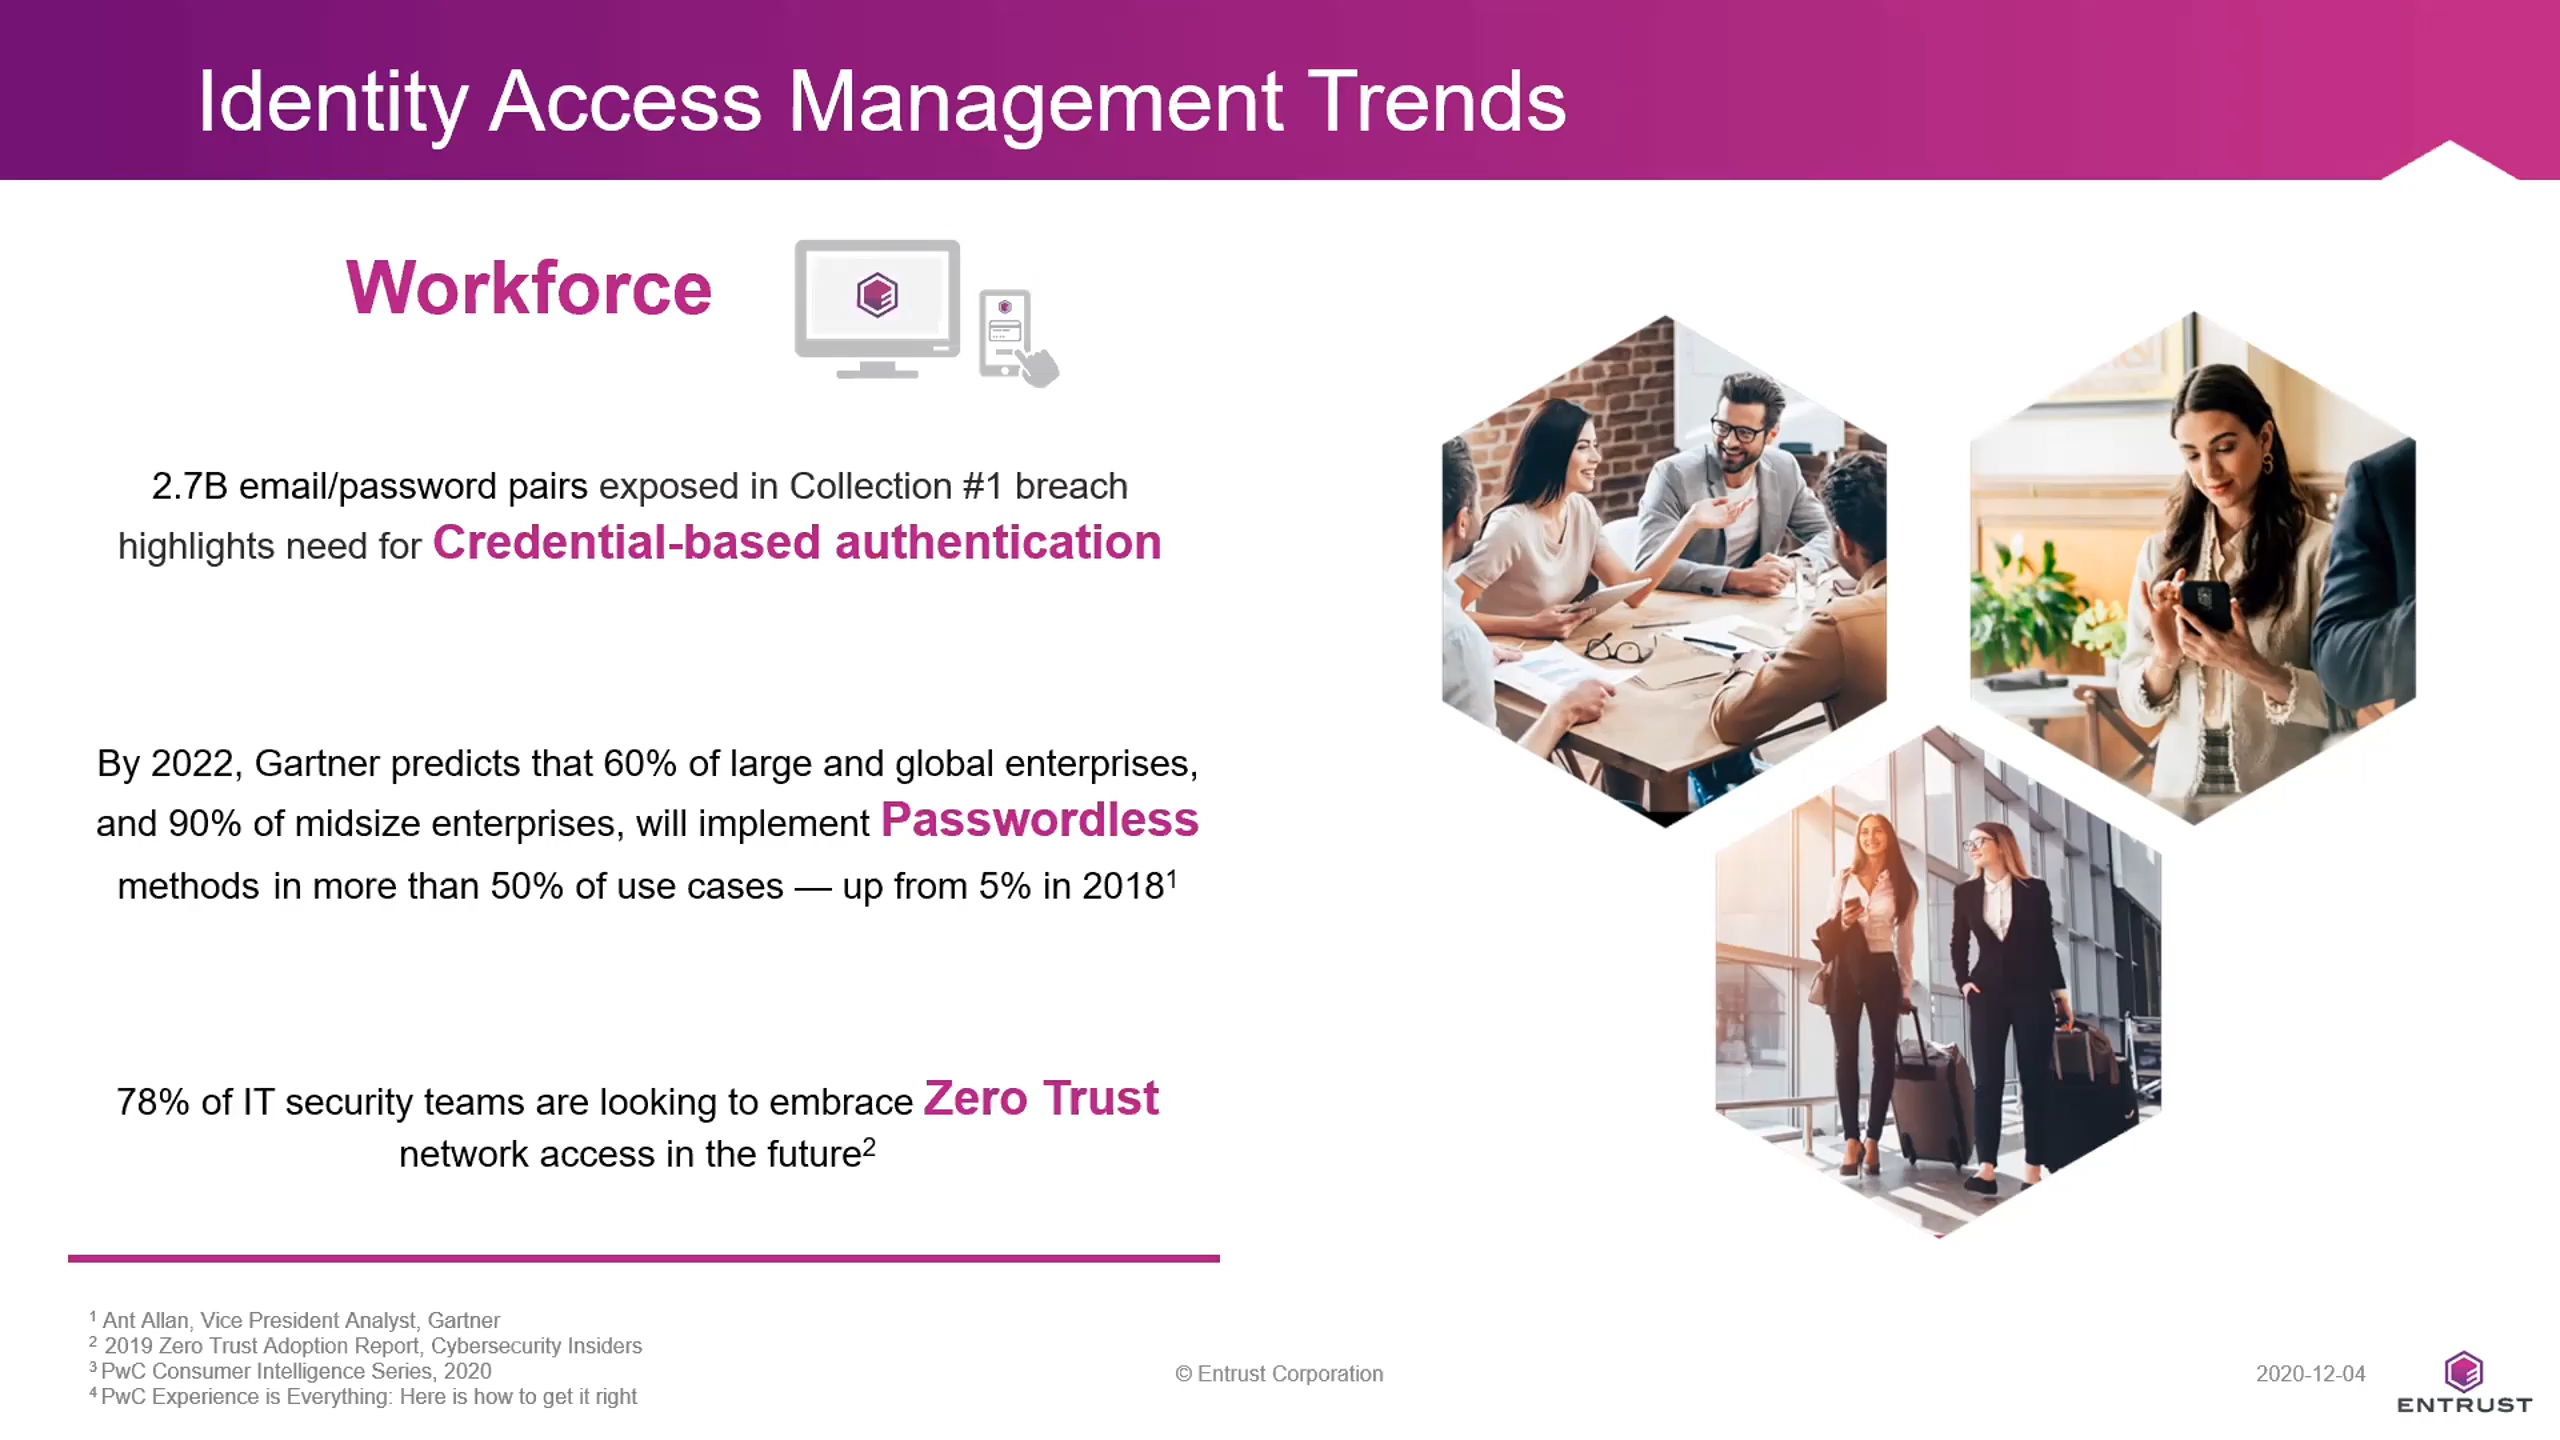 Identity Access Management Trends
Workforce
2.7B email/password pairs exposed in Collection #1 breach
highlights need for Credential-based authentication
By 2022, Gartner predicts that 60% of large and global enterprises,
and 90% of midsize enterprises, will implement Passwordless
methods in more than 50% of use cases — up from 5% in 2018¹
78% of IT security teams are looking to embrace Zero Trust
network access in the future²
¹ Ant Allan, Vice President Analyst, Gartner
² 2019 Zero Trust Adoption Report, Cybersecurity Insiders
³ PwC Consumer Intelligence Series, 2020
⁴ PwC Experience is Everything: Here is how to get it right
© Entrust Corporation
2020-12-04
ENTRUST